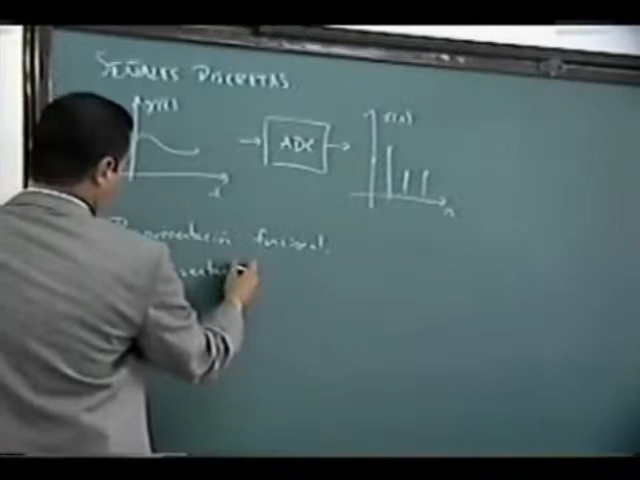 SEÑALES DISCRETAS.
ADC
x(n)
n
Representación funcional.